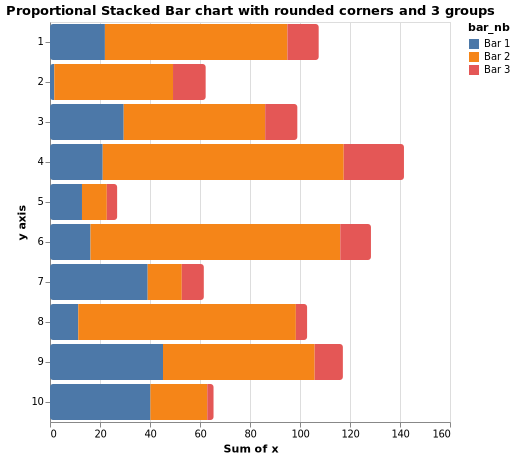 Proportional Stacked Bar chart with rounded corners and 3 groups
bar_nb
Bar 1
Bar 2
Bar 3
y axis
1
2
3
4
5
6
7
8
9
10
0 20 40 60 80 100 120 140 160
Sum of x